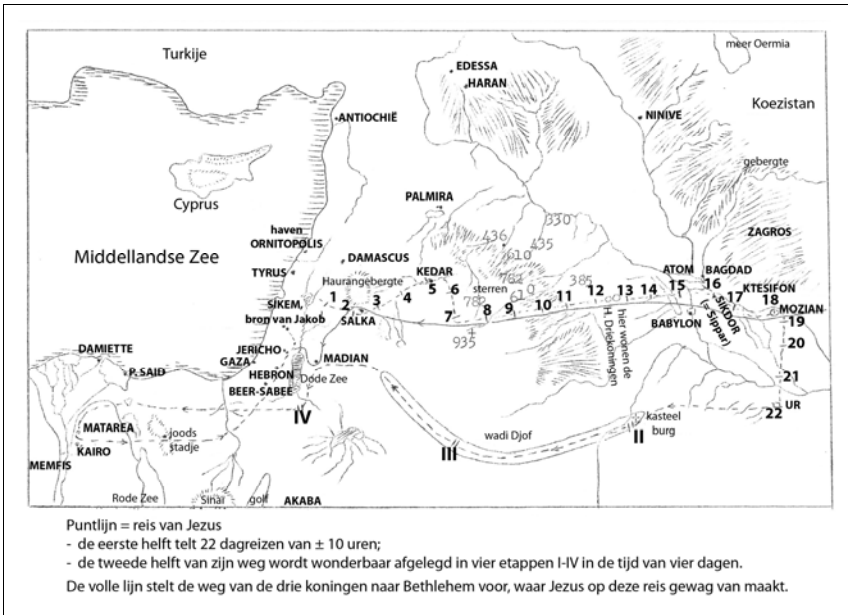 Turkije
meer Oermia
EDESSA
HARAN
Koezistan
ANTIOCHIË
NINIVE
gebergte
Cyprus
PALMIRA
330
436
435
610
ZAGROS
haven
ORNITOPOLIS
Middellandse Zee
DAMASCUS
TYRUS
Haurangebergte
KEDAR
sterren
782
385
ATOM
BAGDAD
1 2 3 4 5 6 7 8 9 10 11 12 13 14 15 16 17 18
KTESIFON
MOZIAN
19
SIKEM,
bron van Jakob
SALKA
782
610
935
H. Driekoningen
hier wonen de
BABYLON
SIKDOR
(= Sippar)
20
DAMIETTE
P. SAID
JERICHO
GAZA
HEBRON
MADIAN
Dode Zee
BEER-SABEE
21
UR
22
IV
kasteel
burg
II
wadi Djof
III
MATAREA
joods
stadje
KAIRO
MEMFIS
Rode Zee
Sinaï
golf
AKABA
Puntlijn = reis van Jezus
- de eerste helft telt 22 dagreizen van ± 10 uren;
- de tweede helft van zijn weg wordt wonderbaar afgelegd in vier etappen I-IV in de tijd van vier dagen.
De volle lijn stelt de weg van de drie koningen naar Bethlehem voor, waar Jezus op deze reis gewag van maakt.